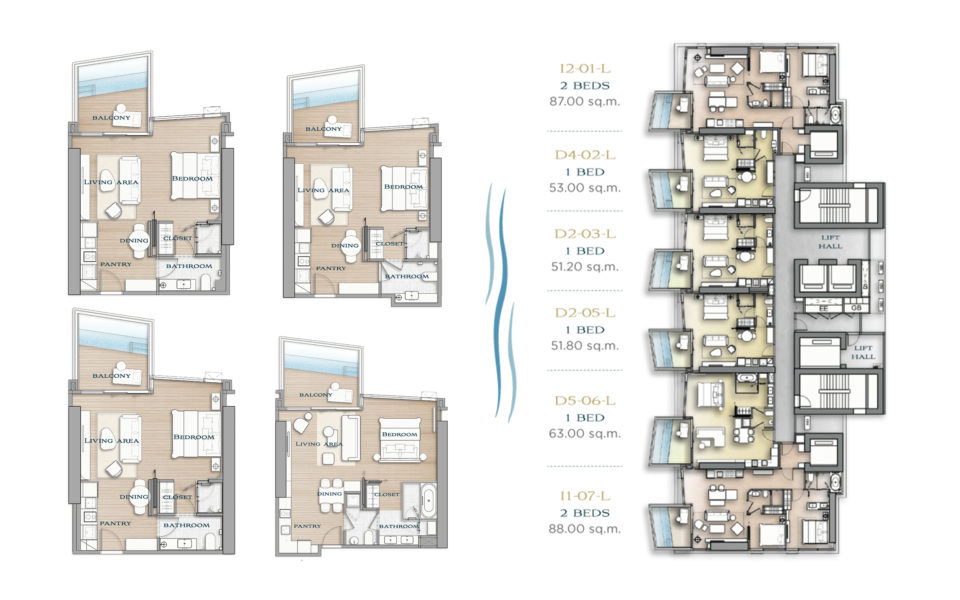 BALCONY
LIVING AREA
BEDROOM
DINING
CLOSET
PANTRY
BATHROOM
BALCONY
LIVING AREA
BEDROOM
DINING
CLOSET
PANTRY
BATHROOM
BALCONY
LIVING AREA
BEDROOM
DINING
CLOSET
PANTRY
BATHROOM
BALCONY
LIVING AREA
BEDROOM
DINING
CLOSET
PANTRY
BATHROOM
I2-01-L
2 BEDS
87.00 sq.m.
D4-02-L
1 BED
53.00 sq.m.
D2-03-L
1 BED
51.20 sq.m.
D2-05-L
1 BED
51.80 sq.m.
D5-06-L
1 BED
63.00 sq.m.
I1-07-L
2 BEDS
88.00 sq.m.
LIFT
HALL
EE
GB
LIFT
HALL